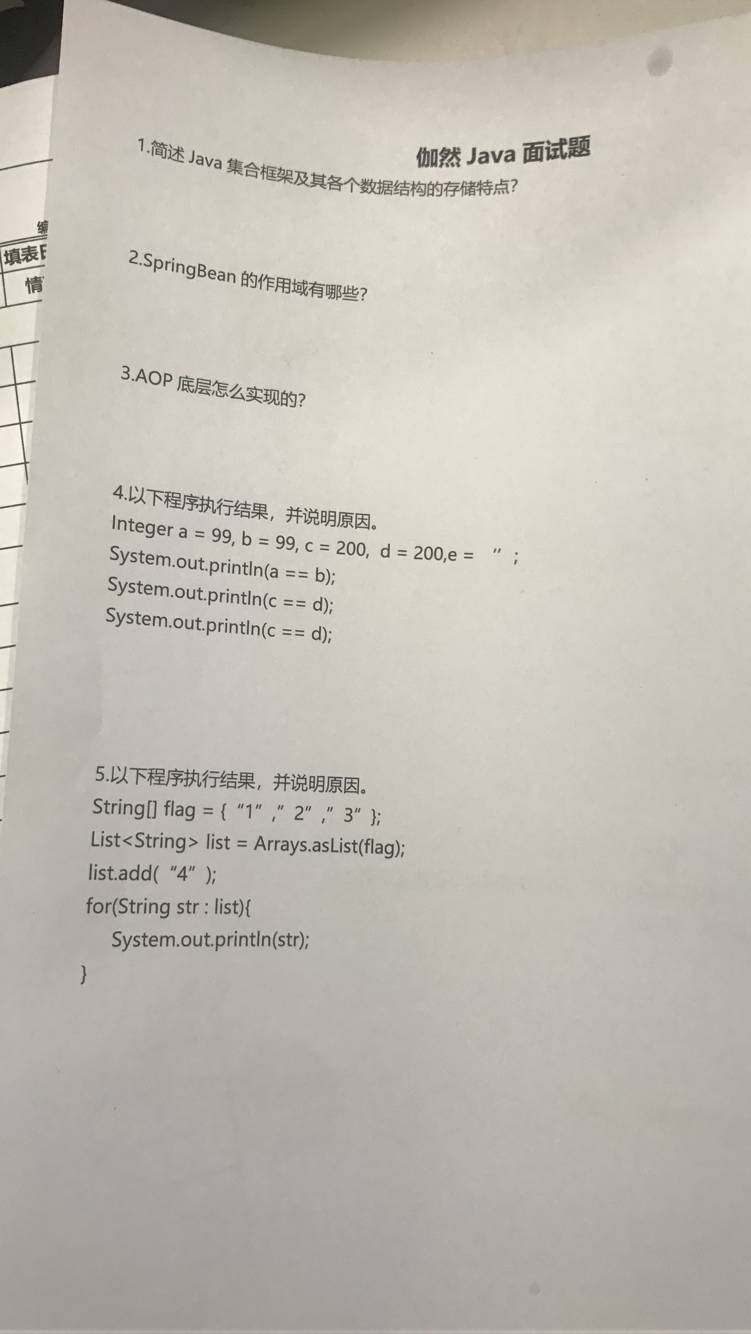 伽然 Java 面试题
1.简述 Java 集合框架及其各个数据结构的存储特点?
编
填表日
情
2.SpringBean 的作用域有哪些?
3.AOP 底层怎么实现的?
4.以下程序执行结果，并说明原因。
Integer a = 99, b = 99, c = 200, d = 200,e = “ ;
System.out.println(a == b);
System.out.println(c == d);
System.out.println(c == d);
5.以下程序执行结果，并说明原因。
String[] flag = { “1” ,” 2” ,” 3“ };
List<String> list = Arrays.asList(flag);
list.add( “4” );
for(String str : list){
System.out.println(str);
}